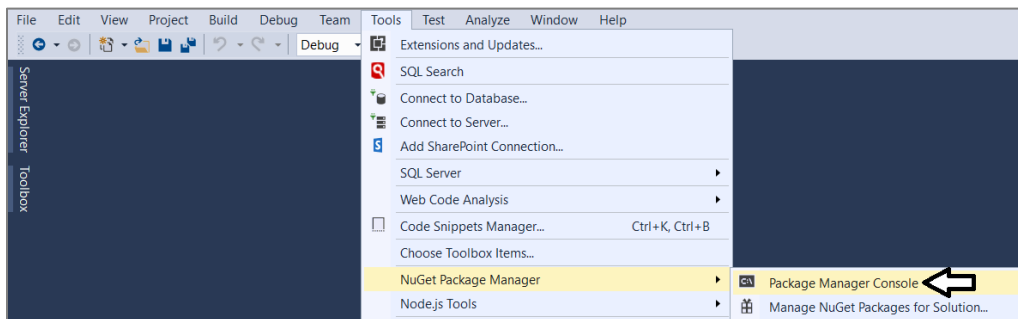 File Edit View Project Build Debug Team Tools Test Analyze Window Help
Debug
Server Explorer
Toolbox
Extensions and Updates...
SQL Search
Connect to Database...
Connect to Server...
Add SharePoint Connection...
SQL Server
Web Code Analysis
Code Snippets Manager... Ctrl+K, Ctrl+B
Choose Toolbox Items...
NuGet Package Manager
Node.js Tools
C:\ Package Manager Console
Manage NuGet Packages for Solution...